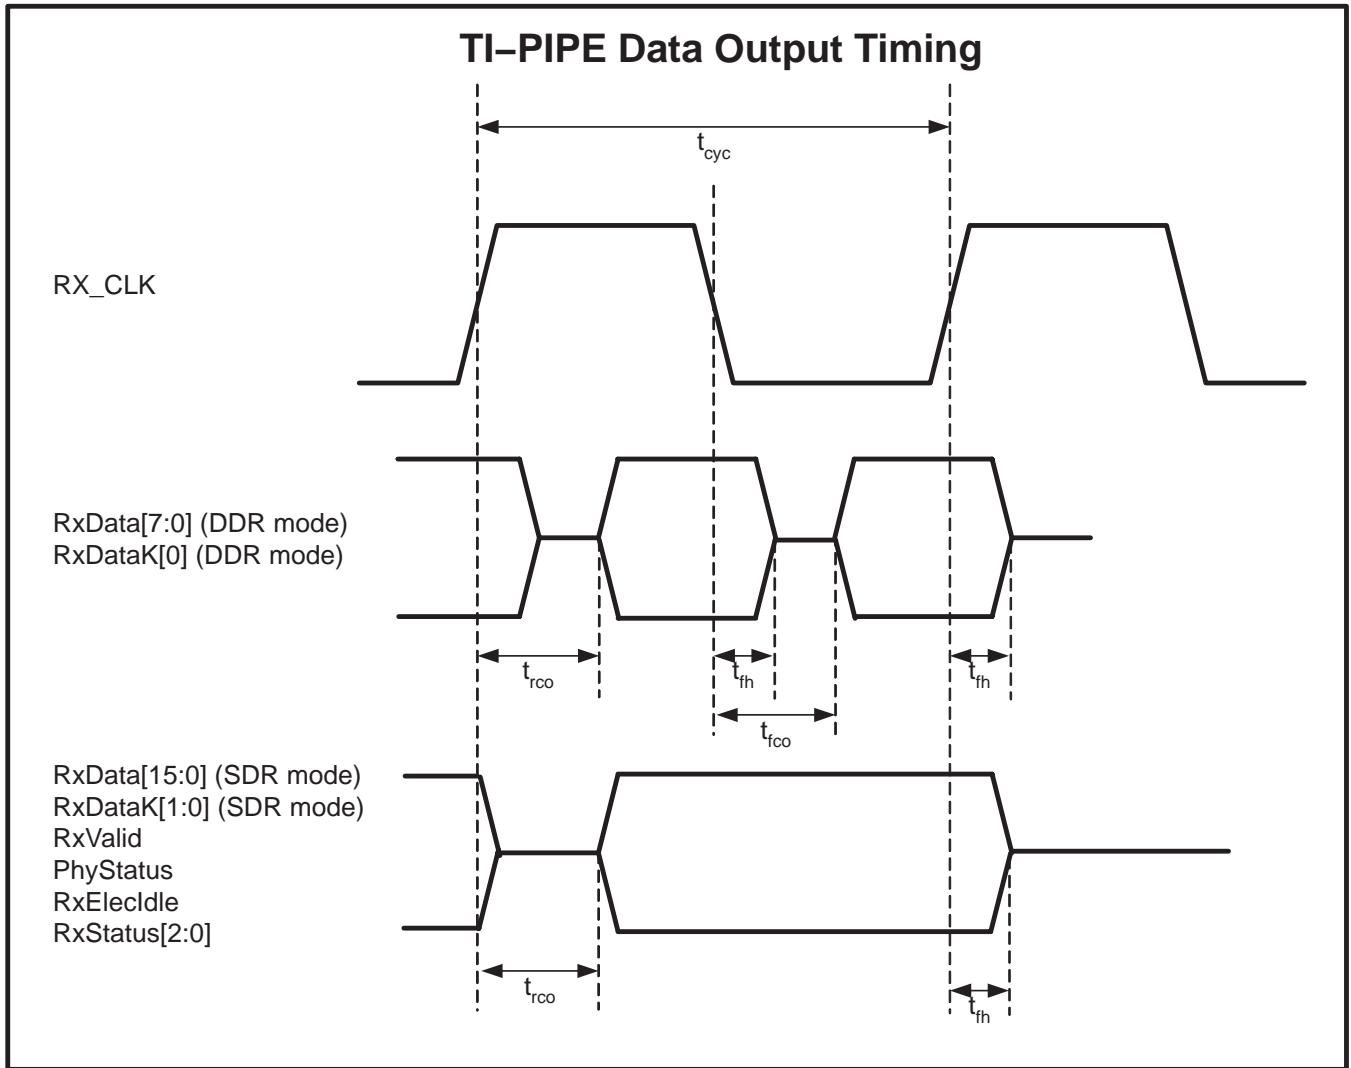 TI–PIPE Data Output Timing
tcyc
RX_CLK
RxData[7:0] (DDR mode)
RxDataK[0] (DDR mode)
trco
tfh
tfh
tfco
RxData[15:0] (SDR mode)
RxDataK[1:0] (SDR mode)
RxValid
PhyStatus
RxElecIdle
RxStatus[2:0]
trco
tfh